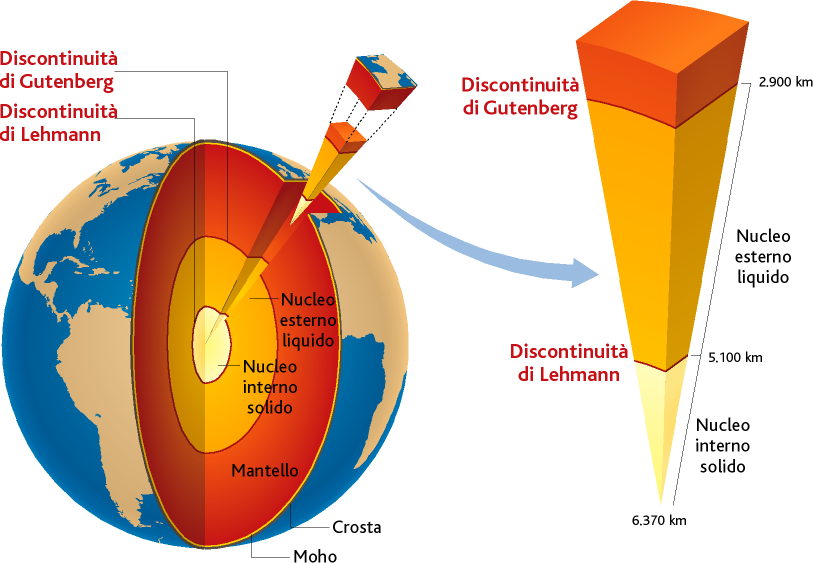 Discontinuità
di Gutenberg
Discontinuità
di Lehmann
Nucleo
esterno
liquido
Nucleo
interno
solido
Mantello
Crosta
Moho
Discontinuità
di Gutenberg
2.900 km
Nucleo
esterno
liquido
Discontinuità
di Lehmann
5.100 km
Nucleo
interno
solido
6.370 km